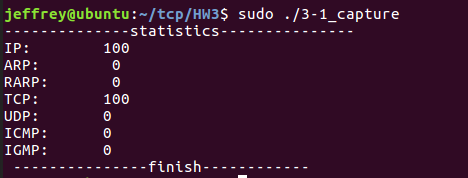 jeffrey@ubuntu:~/tcp/HW3$ sudo ./3-1_capture
--------------statistics---------------
IP:        100
ARP:        0
RARP:       0
TCP:       100
UDP:       0
ICMP:      0
IGMP:      0
 ---------------finish------------